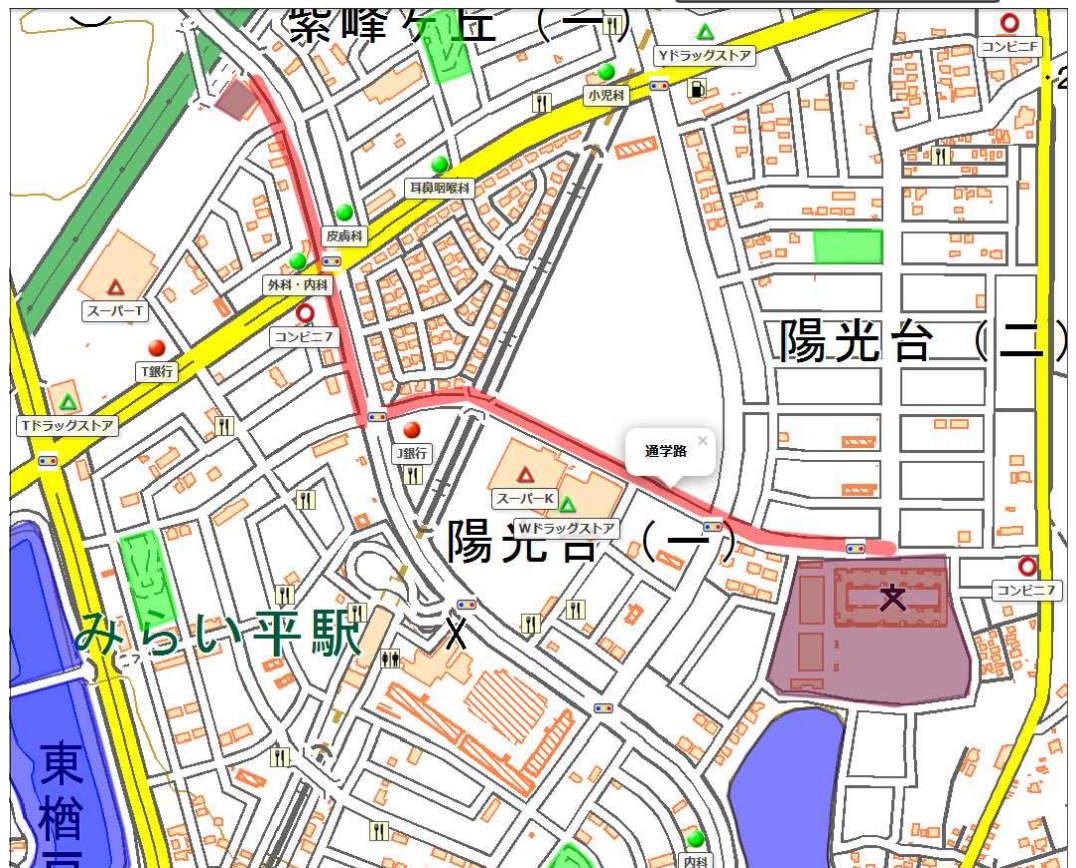 紫峰ケ丘（一）
コンビニF
Yドラッグストア
小児科
耳鼻咽喉科
皮膚科
外科・内科
スーパーT
コンビニ7
T銀行
陽光台（二）
Tドラッグストア
J銀行
通学路
×
スーパーK
Wドラッグストア
陽光台（一）
コンビニ7
文
みらい平駅
X
東楢戸
内科